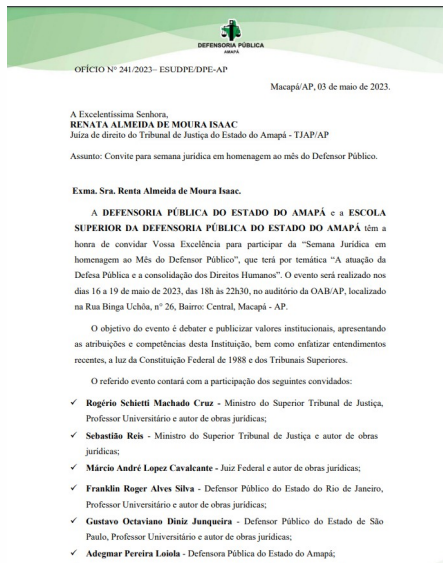 DEFENSORIA PÚBLICA
AMAPÁ
OFÍCIO N° 241/2023– ESUDPE/DPE-AP
Macapá/AP, 03 de maio de 2023.
A Excelentíssima Senhora,
RENATA ALMEIDA DE MOURA ISAAC
Juíza de direito do Tribunal de Justiça do Estado do Amapá - TJAP/AP
Assunto: Convite para semana jurídica em homenagem ao mês do Defensor Público.
Exma. Sra. Renta Almeida de Moura Isaac.
A DEFENSORIA PÚBLICA DO ESTADO DO AMAPÁ e a ESCOLA
SUPERIOR DA DEFENSORIA PÚBLICA DO ESTADO DO AMAPÁ têm a
honra de convidar Vossa Excelência para participar da “Semana Jurídica em
homenagem ao Mês do Defensor Público”, que terá por temática “A atuação da
Defesa Pública e a consolidação dos Direitos Humanos”. O evento será realizado nos
dias 16 a 19 de maio de 2023, das 18h às 22h30, no auditório da OAB/AP, localizado
na Rua Binga Uchôa, n° 26, Bairro: Central, Macapá - AP.
O objetivo do evento é debater e publicizar valores institucionais, apresentando
as atribuições e competências desta Instituição, bem como enfatizar entendimentos
recentes, a luz da Constituição Federal de 1988 e dos Tribunais Superiores.
O referido evento contará com a participação dos seguintes convidados:
✓ Rogério Schietti Machado Cruz - Ministro do Superior Tribunal de Justiça,
Professor Universitário e autor de obras jurídicas;
✓ Sebastião Reis - Ministro do Superior Tribunal de Justiça e autor de obras
jurídicas;
✓ Márcio André Lopez Cavalcante - Juiz Federal e autor de obras jurídicas;
✓ Franklin Roger Alves Silva - Defensor Público do Estado do Rio de Janeiro,
Professor Universitário e autor de obras jurídicas;
✓ Gustavo Octaviano Diniz Junqueira - Defensor Público do Estado de São
Paulo, Professor Universitário e autor de obras jurídicas;
✓ Adegmar Pereira Loiola - Defensora Pública do Estado do Amapá;